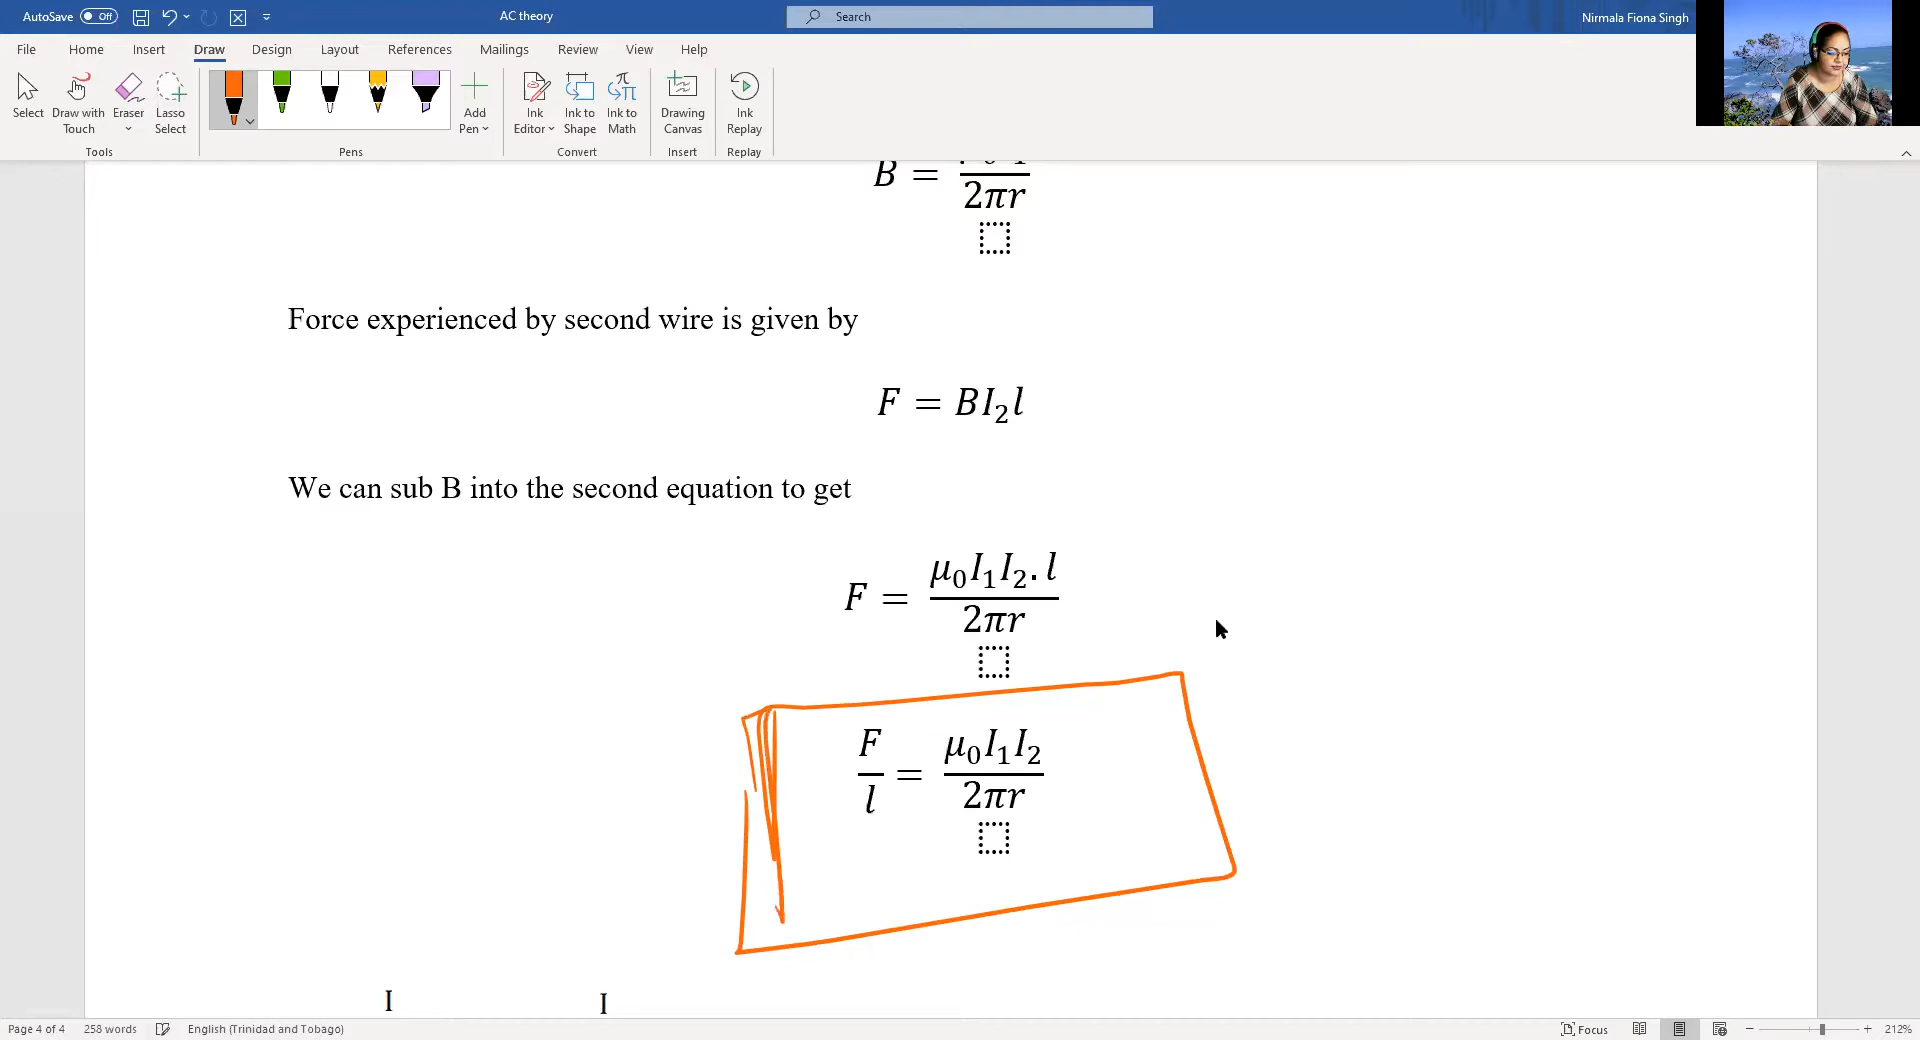 AutoSave Off AC theory Search Nirmala Fiona Singh
File Home Insert Draw Design Layout References Mailings Review View Help
Select Draw with Touch Eraser Lasso Select Add Pen Ink Editor Ink to Shape Ink to Math Drawing Canvas Ink Replay
Tools Pens Convert Insert Replay
B = μ₀I / 2πr
Force experienced by second wire is given by
F = BI₂l
We can sub B into the second equation to get
F = μ₀I₁I₂.l / 2πr
F / l = μ₀I₁I₂ / 2πr
I I
Page 4 of 4 258 words English (Trinidad and Tobago) Focus 212%